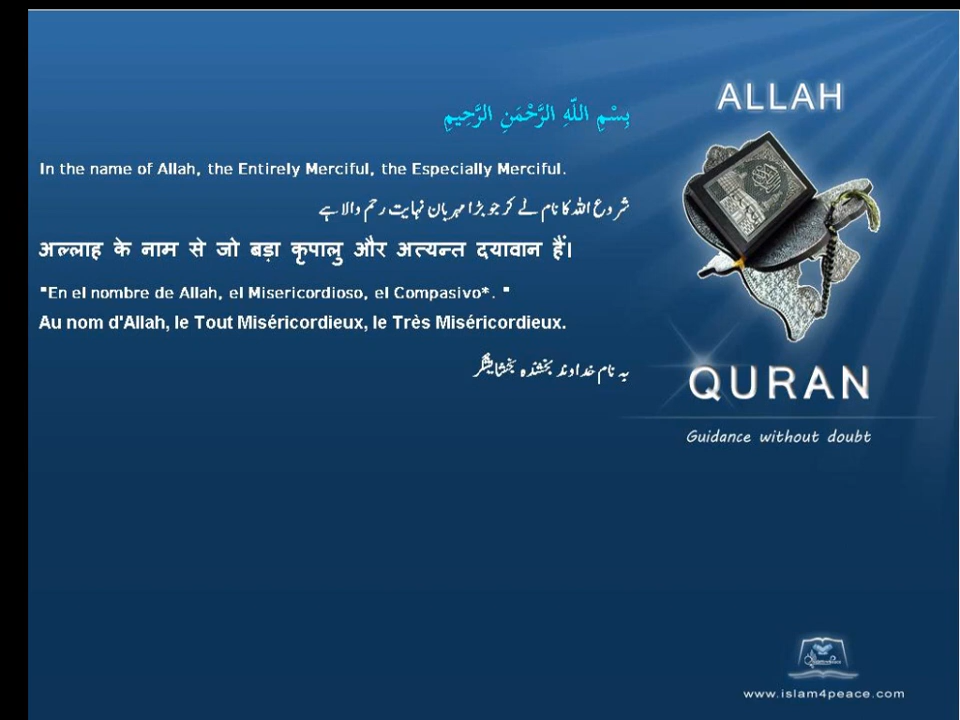 بِسْمِ اللَّهِ الرَّحْمَنِ الرَّحِيمِ
In the name of Allah, the Entirely Merciful, the Especially Merciful.
شروع اللہ کا نام لے کر جو بڑا مہربان نہایت رحم والا ہے
अल्लाह के नाम से जो बड़ा कृपालु और अत्यन्त दयावान हैं।
"En el nombre de Allah, el Misericordioso, el Compasivo*. "
Au nom d'Allah, le Tout Miséricordieux, le Très Miséricordieux.
به نام خداوند بخشنده بخشایشگر
ALLAH
QURAN
Guidance without doubt
www.islam4peace.com